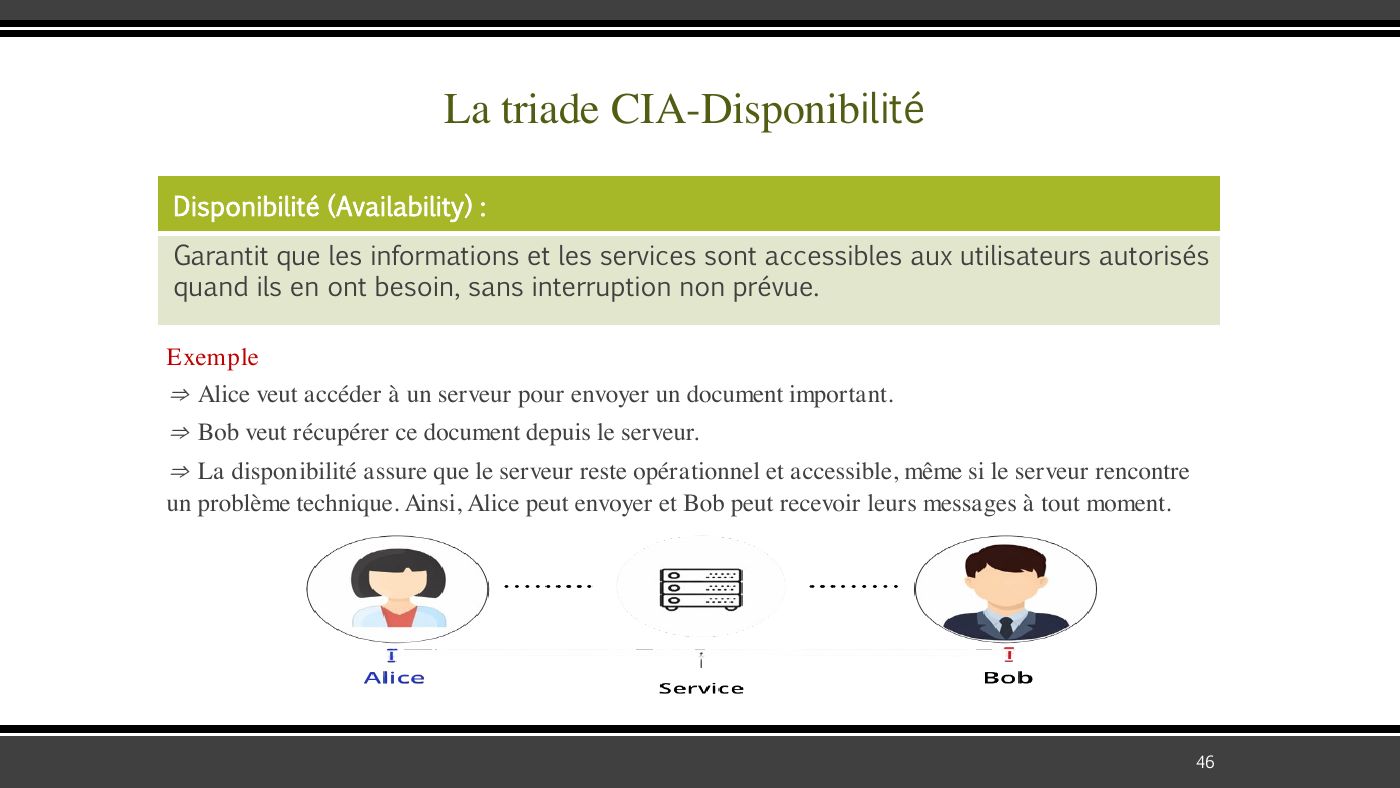 La triade CIA-Disponibilité
Disponibilité (Availability) :
Garantit que les informations et les services sont accessibles aux utilisateurs autorisés
quand ils en ont besoin, sans interruption non prévue.
Exemple
⇒ Alice veut accéder à un serveur pour envoyer un document important.
⇒ Bob veut récupérer ce document depuis le serveur.
⇒ La disponibilité assure que le serveur reste opérationnel et accessible, même si le serveur rencontre
un problème technique. Ainsi, Alice peut envoyer et Bob peut recevoir leurs messages à tout moment.
Alice
Service
Bob
46